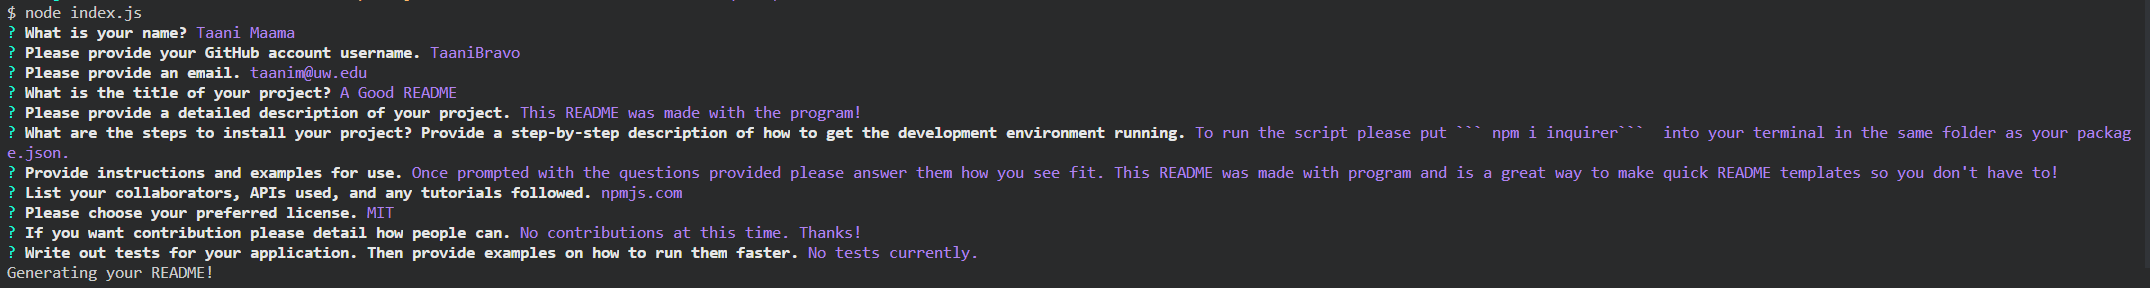 $ node index.js
? What is your name? Taani Maama
? Please provide your GitHub account username. TaaniBravo
? Please provide an email. taanim@uw.edu
? What is the title of your project? A Good README
? Please provide a detailed description of your project. This README was made with the program!
? What are the steps to install your project? Provide a step-by-step description of how to get the development environment running. To run the script please put ``` npm i inquirer```  into your terminal in the same folder as your packag
e.json.
? Provide instructions and examples for use. Once prompted with the questions provided please answer them how you see fit. This README was made with program and is a great way to make quick README templates so you don't have to!
? List your collaborators, APIs used, and any tutorials followed. npmjs.com
? Please choose your preferred license. MIT
? If you want contribution please detail how people can. No contributions at this time. Thanks!
? Write out tests for your application. Then provide examples on how to run them faster. No tests currently.
Generating your README!